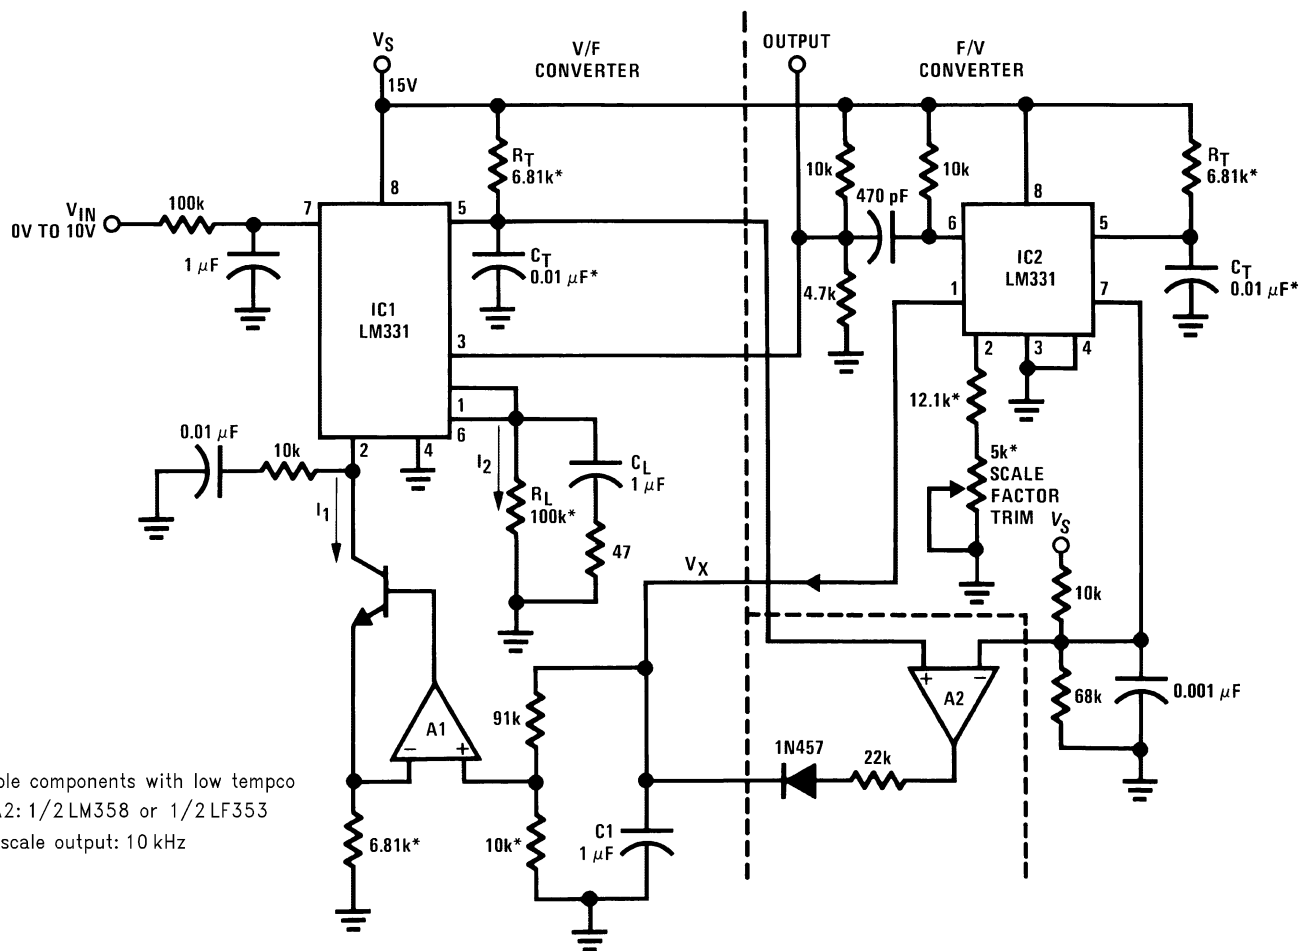 VS
15V
V/F
CONVERTER
OUTPUT
F/V
CONVERTER
VIN
0V TO 10V
100k
1 μF
7
8
5
RT
6.81k*
CT
0.01 μF*
IC1
LM331
3
1
6
2
4
0.01 μF
10k
I1
I2
RL
100k*
CL
1 μF
47
10k
470 pF
10k
4.7k
8
6
5
1
7
IC2
LM331
2
3
4
RT
6.81k*
CT
0.01 μF*
12.1k*
5k*
SCALE
FACTOR
TRIM
VS
10k
68k
0.001 μF
VX
+
−
A2
22k
1N457
91k
10k*
C1
1 μF
A1
−
+
6.81k*
ple components with low tempco
A2: 1/2 LM358 or 1/2 LF353
scale output: 10 kHz